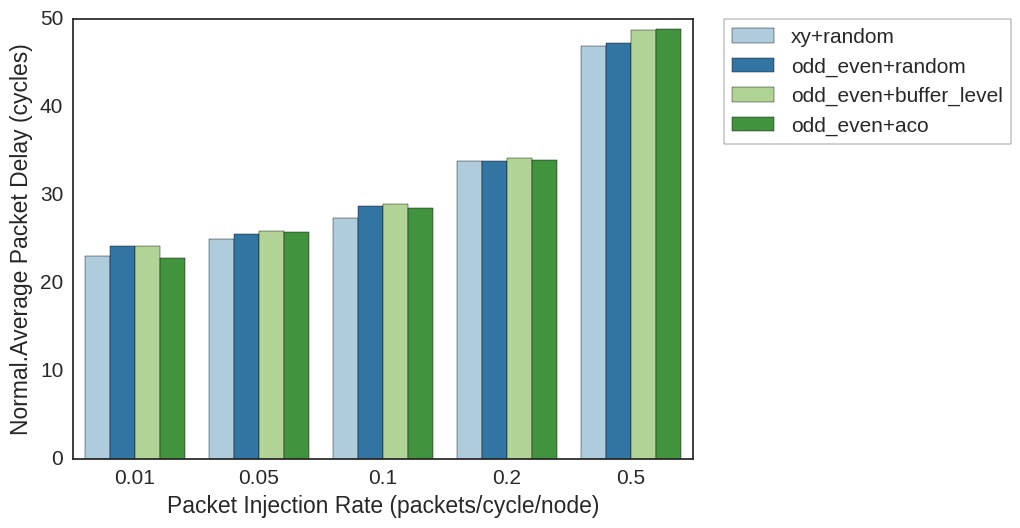 50
40
30
20
10
0
Normal.Average Packet Delay (cycles)
0.01 0.05 0.1 0.2 0.5
Packet Injection Rate (packets/cycle/node)
xy+random
odd_even+random
odd_even+buffer_level
odd_even+aco